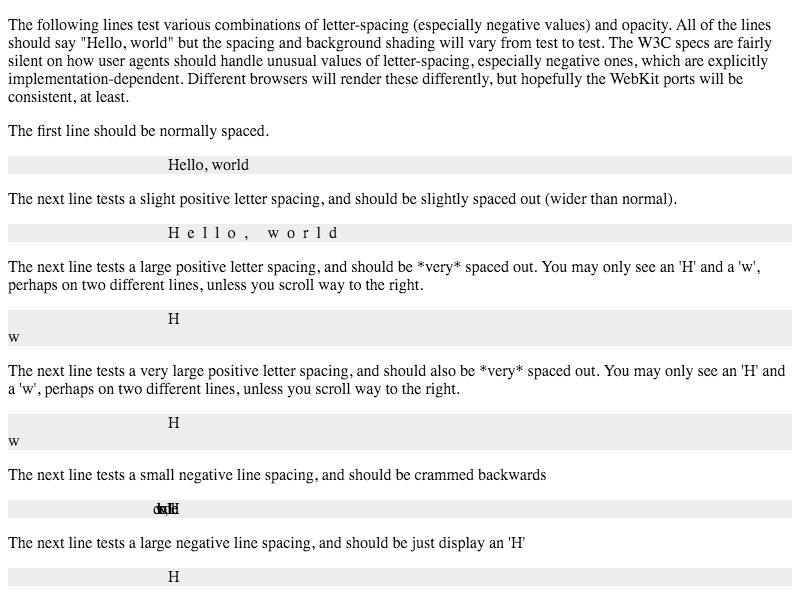 The following lines test various combinations of letter-spacing (especially negative values) and opacity. All of the lines
should say "Hello, world" but the spacing and background shading will vary from test to test. The W3C specs are fairly
silent on how user agents should handle unusual values of letter-spacing, especially negative ones, which are explicitly
implementation-dependent. Different browsers will render these differently, but hopefully the WebKit ports will be
consistent, at least.
The first line should be normally spaced.
Hello, world
The next line tests a slight positive letter spacing, and should be slightly spaced out (wider than normal).
H e l l o ,  w o r l d
The next line tests a large positive letter spacing, and should be *very* spaced out. You may only see an 'H' and a 'w',
perhaps on two different lines, unless you scroll way to the right.
H
w
The next line tests a very large positive letter spacing, and should also be *very* spaced out. You may only see an 'H' and
a 'w', perhaps on two different lines, unless you scroll way to the right.
H
w
The next line tests a small negative line spacing, and should be crammed backwards
The next line tests a large negative line spacing, and should be just display an 'H'
H